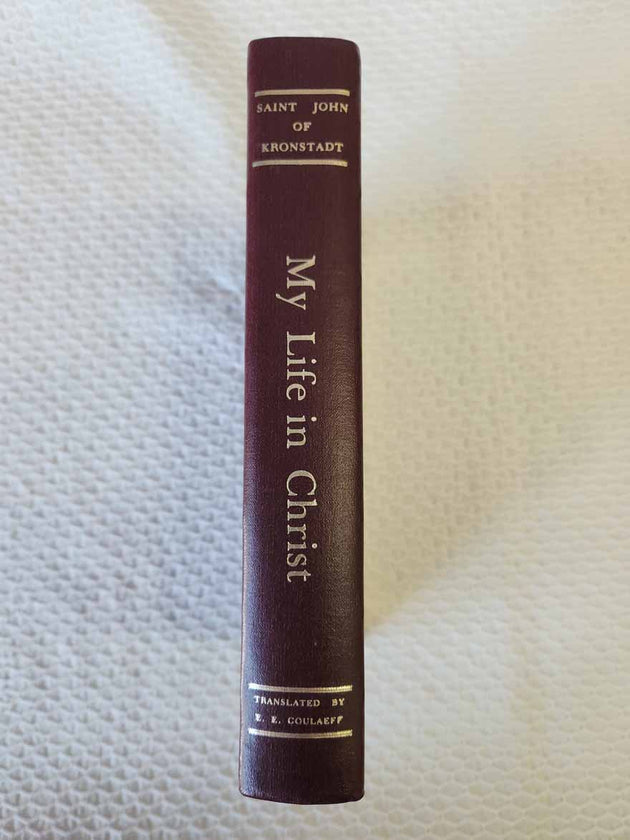 SAINT JOHN
OF
KRONSTADT
My Life in Christ
TRANSLATED BY
E. E. GOULAEFF